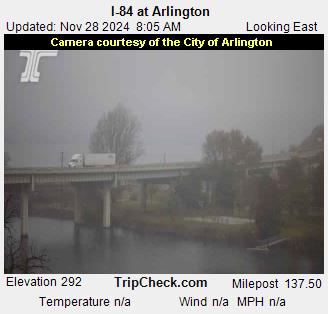 I-84 at Arlington
Updated: Nov 28 2024 8:05 AM Looking East
Camera courtesy of the City of Arlington
Elevation 292 TripCheck.com Milepost 137.50
Temperature n/a Wind n/a MPH n/a